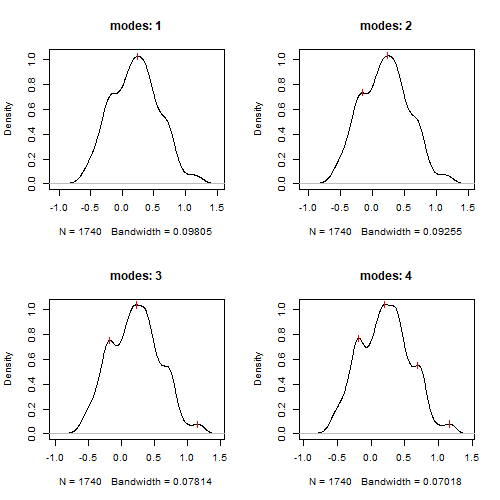 modes: 1
Density
0.0 0.2 0.4 0.6 0.8 1.0
-1.0 -0.5 0.0 0.5 1.0 1.5
N = 1740 Bandwidth = 0.09805
modes: 2
Density
0.0 0.2 0.4 0.6 0.8 1.0
-1.0 -0.5 0.0 0.5 1.0 1.5
N = 1740 Bandwidth = 0.09255
modes: 3
Density
0.0 0.2 0.4 0.6 0.8 1.0
-1.0 -0.5 0.0 0.5 1.0 1.5
N = 1740 Bandwidth = 0.07814
modes: 4
Density
0.0 0.2 0.4 0.6 0.8 1.0
-1.0 -0.5 0.0 0.5 1.0 1.5
N = 1740 Bandwidth = 0.07018